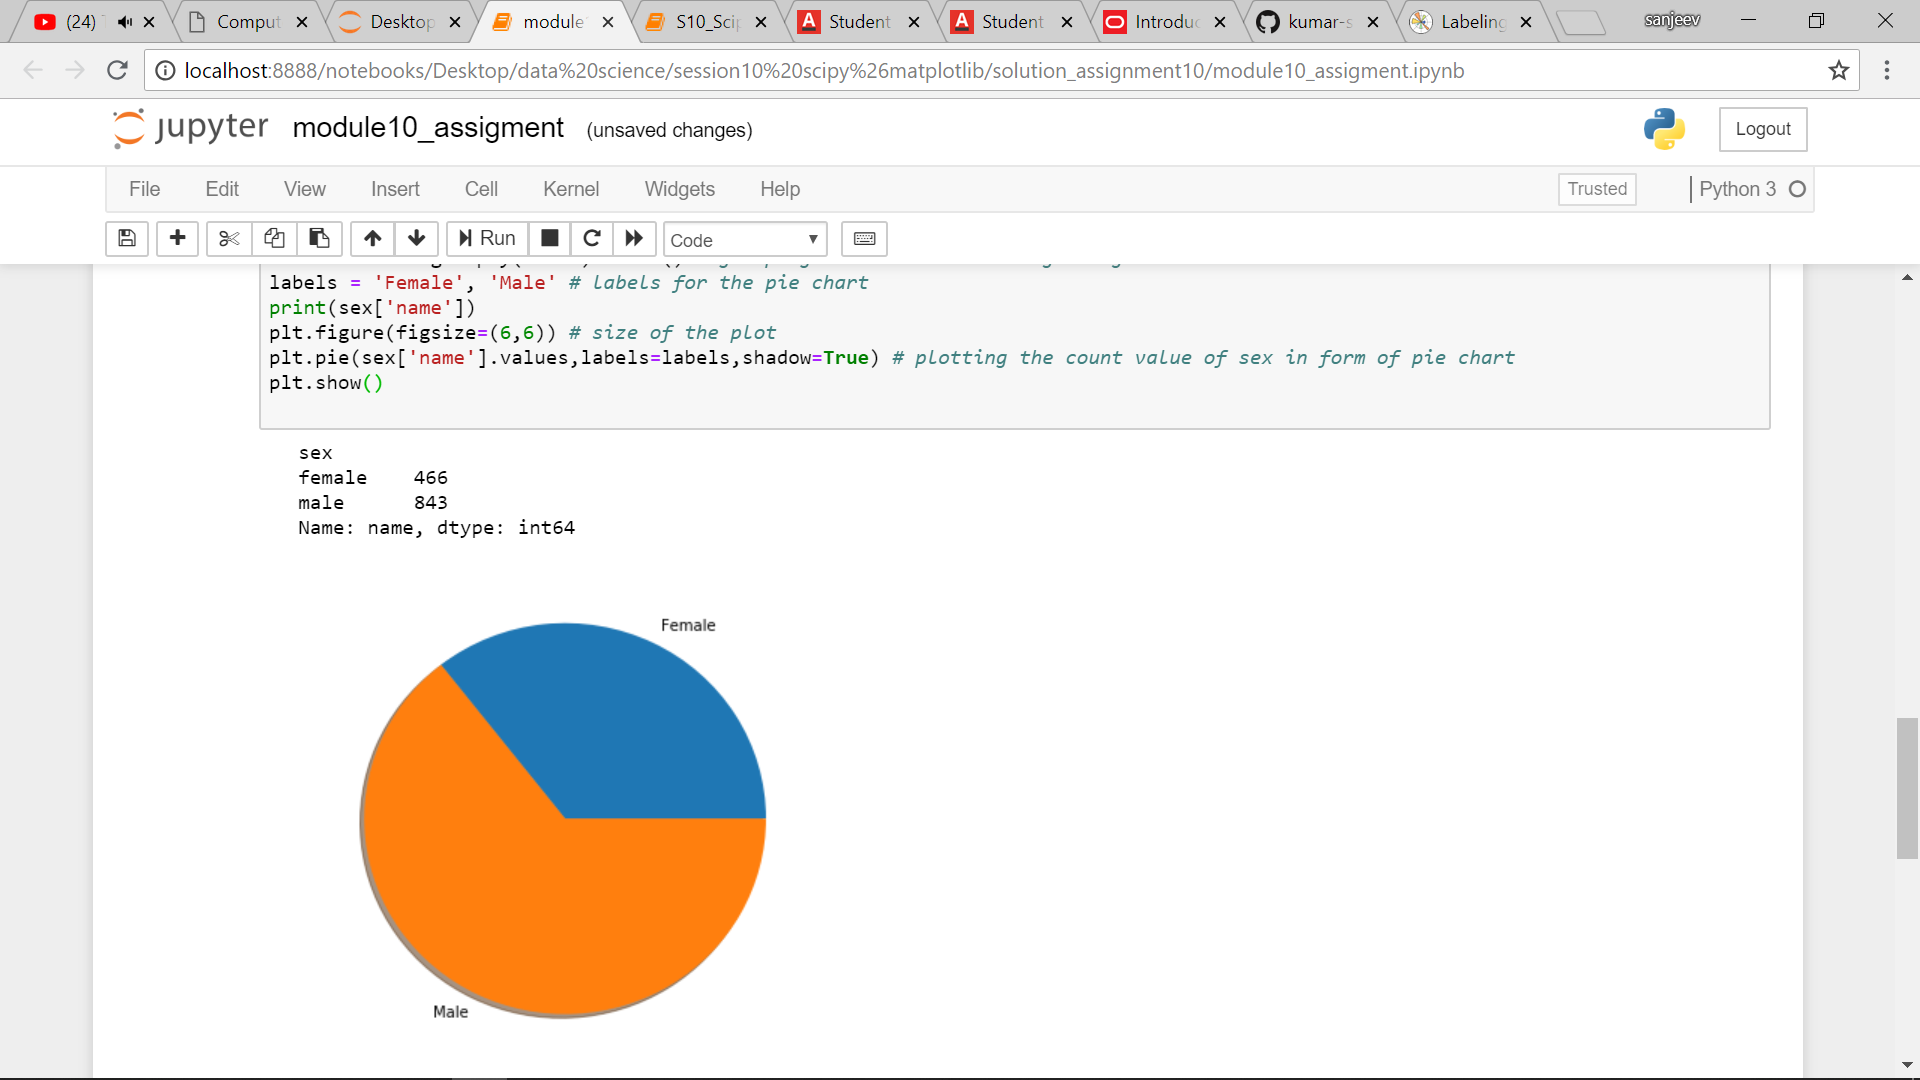 (24)
Comput
Desktop
module
S10_Scip
Student
Student
Introduc
kumar-s
Labeling
sanjeev
localhost:8888/notebooks/Desktop/data%20science/session10%20scipy%26matplotlib/solution_assignment10/module10_assigment.ipynb
jupyter module10_assigment (unsaved changes)
Logout
File Edit View Insert Cell Kernel Widgets Help
Trusted
Python 3
Run
Code
labels = 'Female', 'Male' # labels for the pie chart
print(sex['name'])
plt.figure(figsize=(6,6)) # size of the plot
plt.pie(sex['name'].values,labels=labels,shadow=True) # plotting the count value of sex in form of pie chart
plt.show()
sex
female 466
male 843
Name: name, dtype: int64
Female
Male